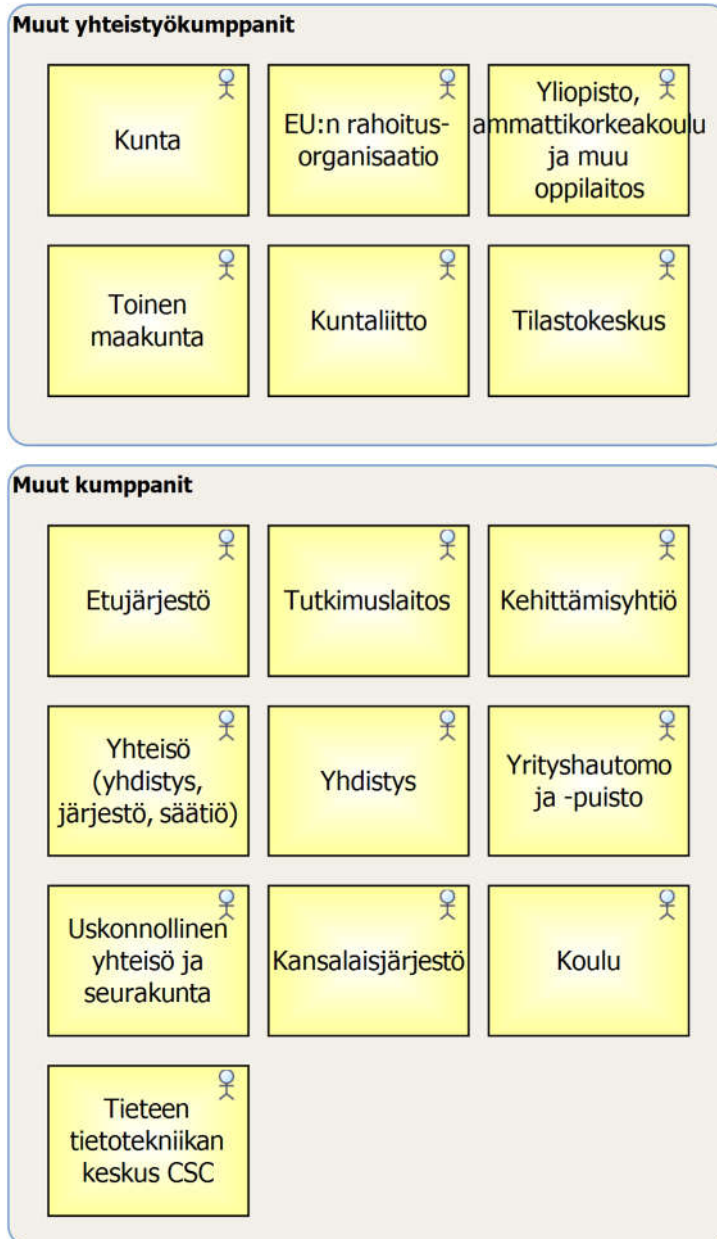 Muut yhteistyökumppanit
Kunta
EU:n rahoitus-
organisaatio
Yliopisto,
ammattikorkeakoulu
ja muu
oppilaitos
Toinen
maakunta
Kuntaliitto
Tilastokeskus
Muut kumppanit
Etujärjestö
Tutkimuslaitos
Kehittämisyhtiö
Yhteisö
(yhdistys,
järjestö, säätiö)
Yhdistys
Yrityshautomo
ja -puisto
Uskonnollinen
yhteisö ja
seurakunta
Kansalaisjärjestö
Koulu
Tieteen
tietotekniikan
keskus CSC